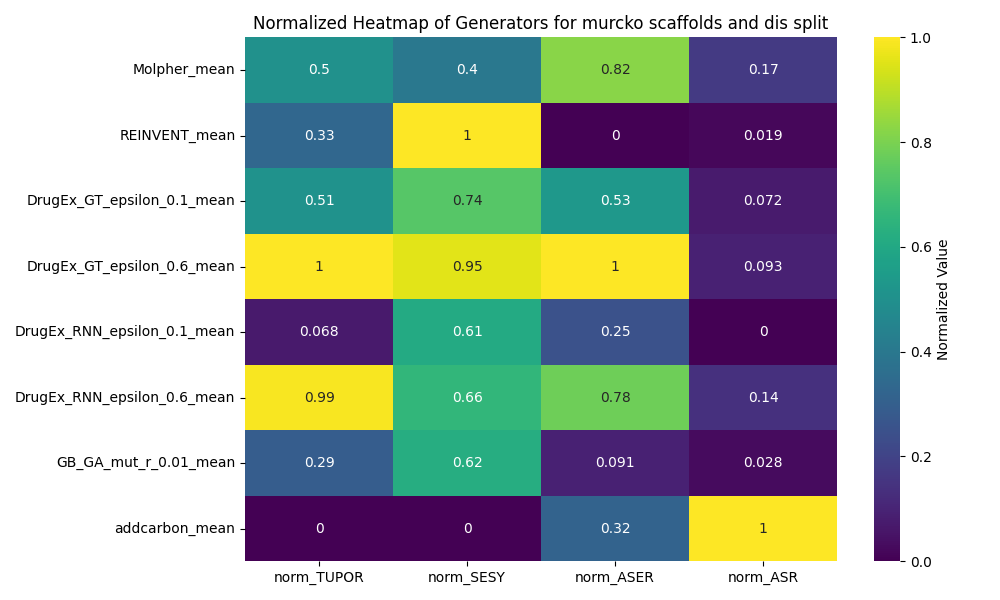 Normalized Heatmap of Generators for murcko scaffolds and dis split
Molpher_mean 0.5 0.4 0.82 0.17
REINVENT_mean 0.33 1 0 0.019
DrugEx_GT_epsilon_0.1_mean 0.51 0.74 0.53 0.072
DrugEx_GT_epsilon_0.6_mean 1 0.95 1 0.093
DrugEx_RNN_epsilon_0.1_mean 0.068 0.61 0.25 0
DrugEx_RNN_epsilon_0.6_mean 0.99 0.66 0.78 0.14
GB_GA_mut_r_0.01_mean 0.29 0.62 0.091 0.028
addcarbon_mean 0 0 0.32 1
norm_TUPOR norm_SESY norm_ASER norm_ASR
1.0
0.8
0.6
0.4
0.2
0.0
Normalized Value